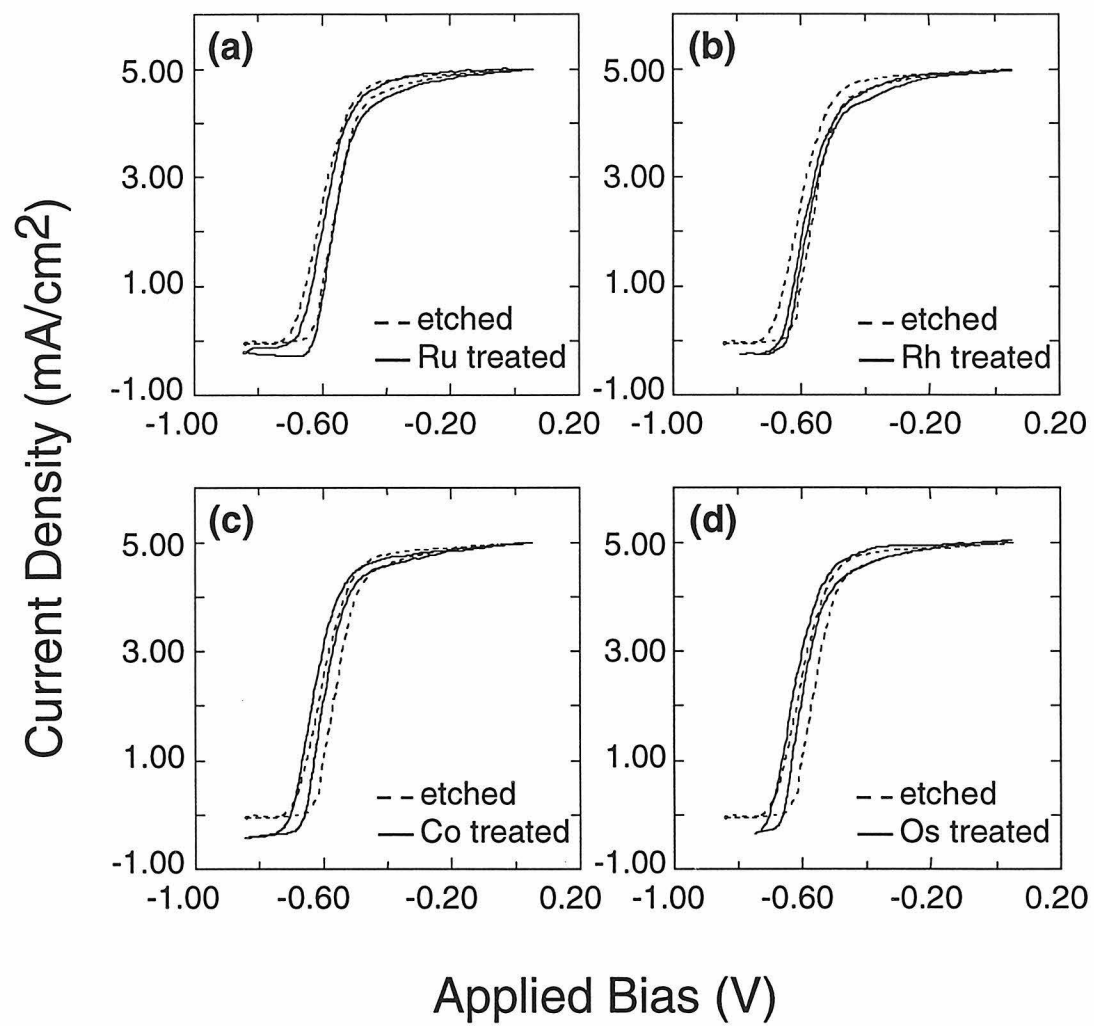 (a)
5.00
3.00
1.00
-1.00
etched
Ru treated
-1.00 -0.60 -0.20 0.20
(b)
5.00
3.00
1.00
-1.00
etched
Rh treated
-1.00 -0.60 -0.20 0.20
(c)
5.00
3.00
1.00
-1.00
etched
Co treated
-1.00 -0.60 -0.20 0.20
(d)
5.00
3.00
1.00
-1.00
etched
Os treated
-1.00 -0.60 -0.20 0.20
Current Density (mA/cm2)
Applied Bias (V)